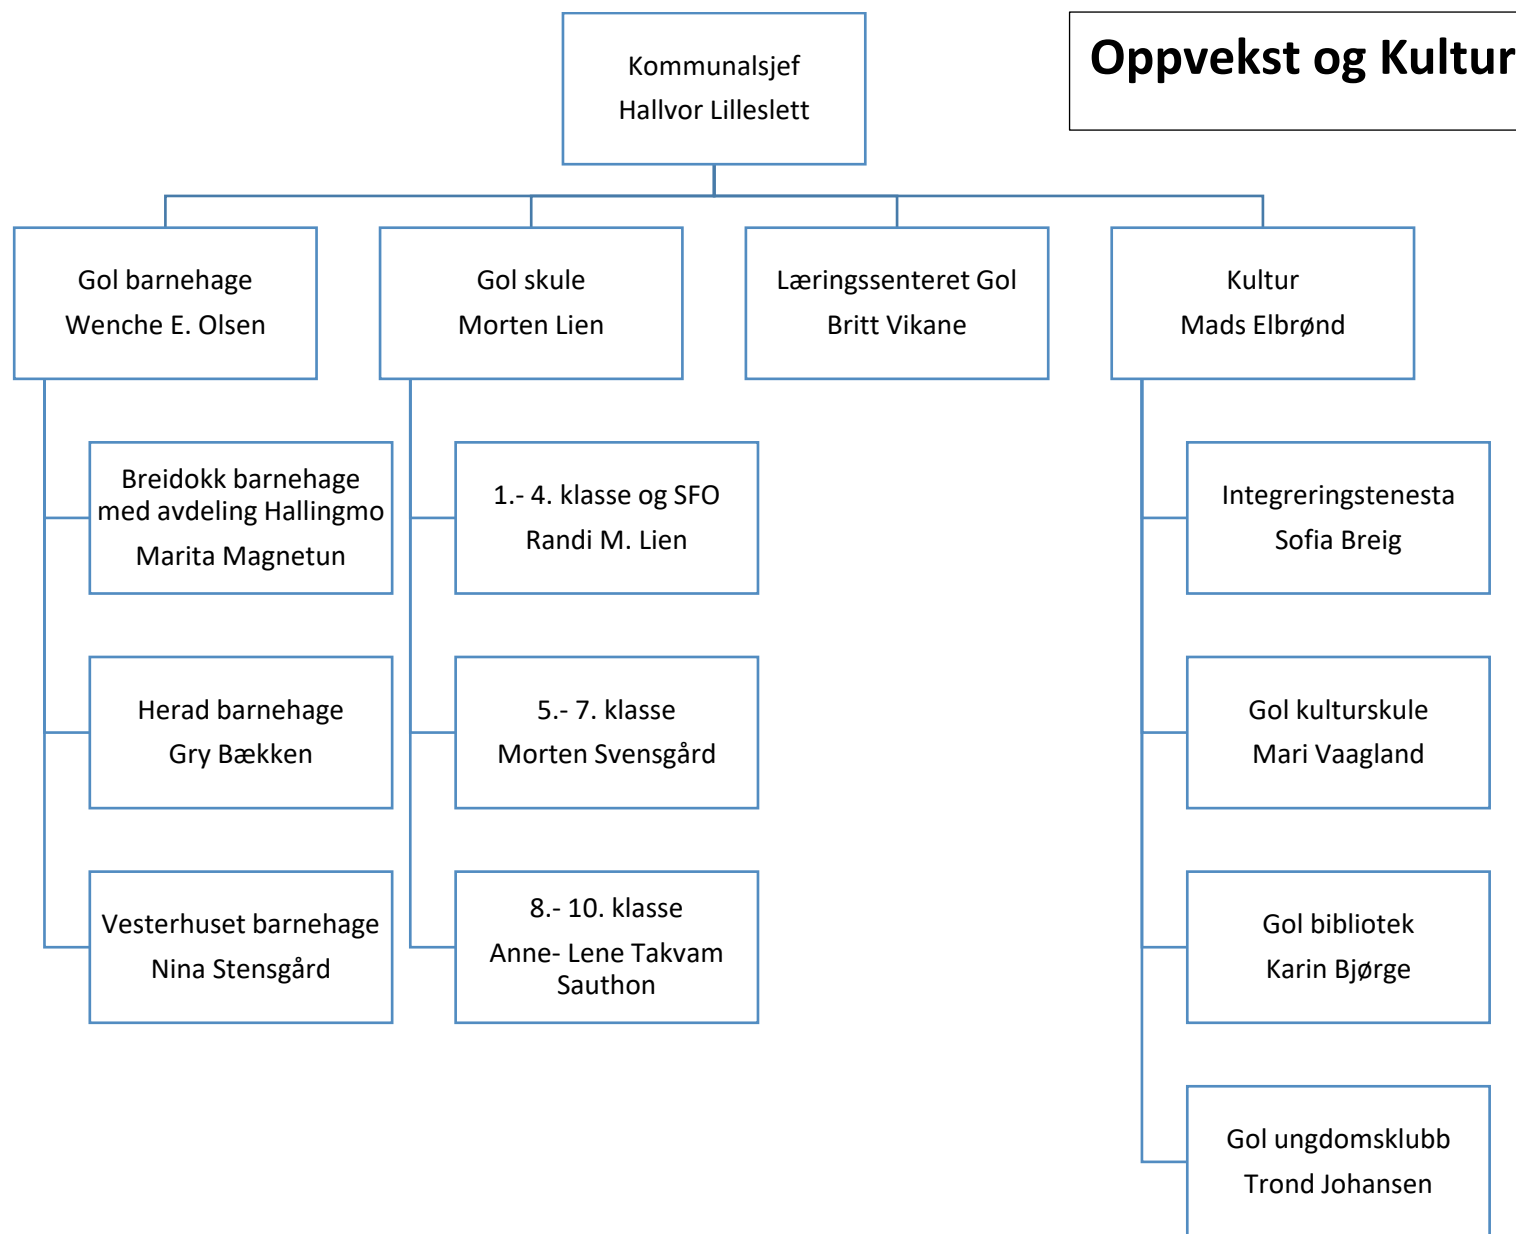 Oppvekst og Kultur
Kommunalsjef
Hallvor Lilleslett
Gol barnehage
Wenche E. Olsen
Gol skule
Morten Lien
Læringssenteret Gol
Britt Vikane
Kultur
Mads Elbrønd
Breidokk barnehage
med avdeling Hallingmo
Marita Magnetun
Herad barnehage
Gry Bækken
Vesterhuset barnehage
Nina Stensgård
1.- 4. klasse og SFO
Randi M. Lien
5.- 7. klasse
Morten Svensgård
8.- 10. klasse
Anne- Lene Takvam
Sauthon
Integreringstenesta
Sofia Breig
Gol kulturskule
Mari Vaagland
Gol bibliotek
Karin Bjørge
Gol ungdomsklubb
Trond Johansen